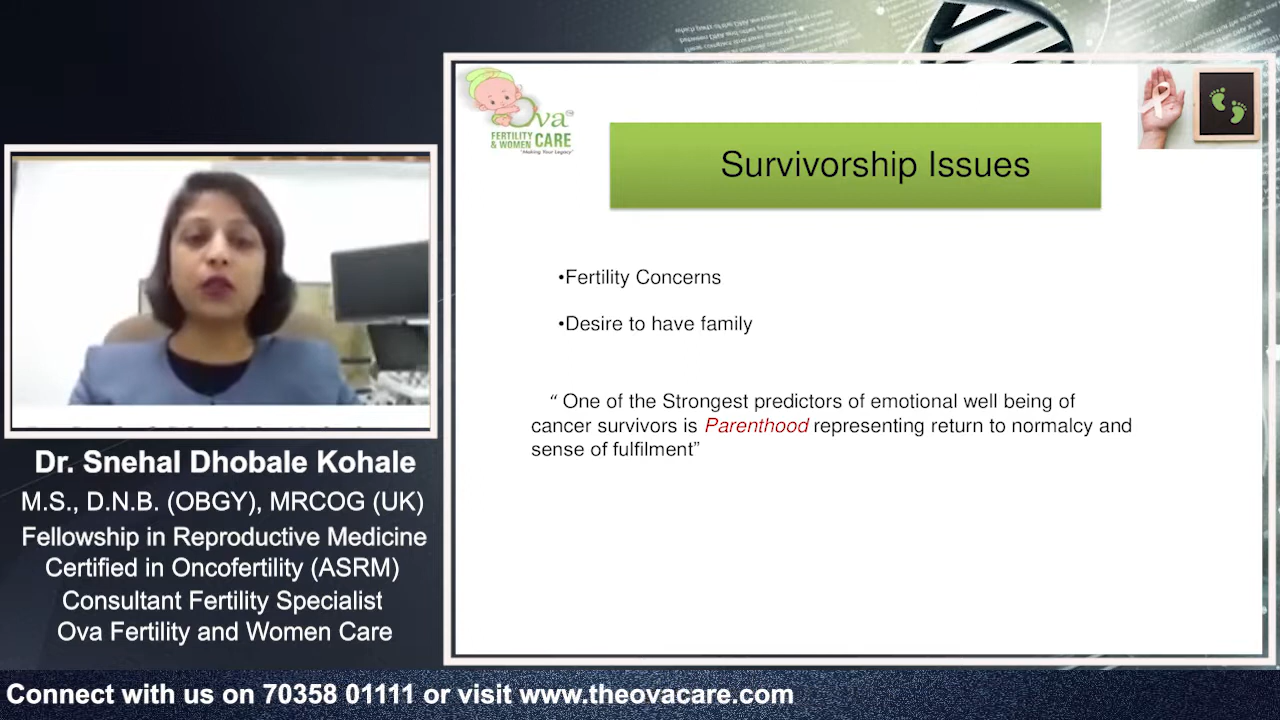 Ova
FERTILITY
& WOMEN CARE
"Making Your Legacy"
Survivorship Issues
•Fertility Concerns
•Desire to have family
“ One of the Strongest predictors of emotional well being of
cancer survivors is Parenthood representing return to normalcy and
sense of fulfilment”
Dr. Snehal Dhobale Kohale
M.S., D.N.B. (OBGY), MRCOG (UK)
Fellowship in Reproductive Medicine
Certified in Oncofertility (ASRM)
Consultant Fertility Specialist
Ova Fertility and Women Care
Connect with us on 70358 01111 or visit www.theovacare.com